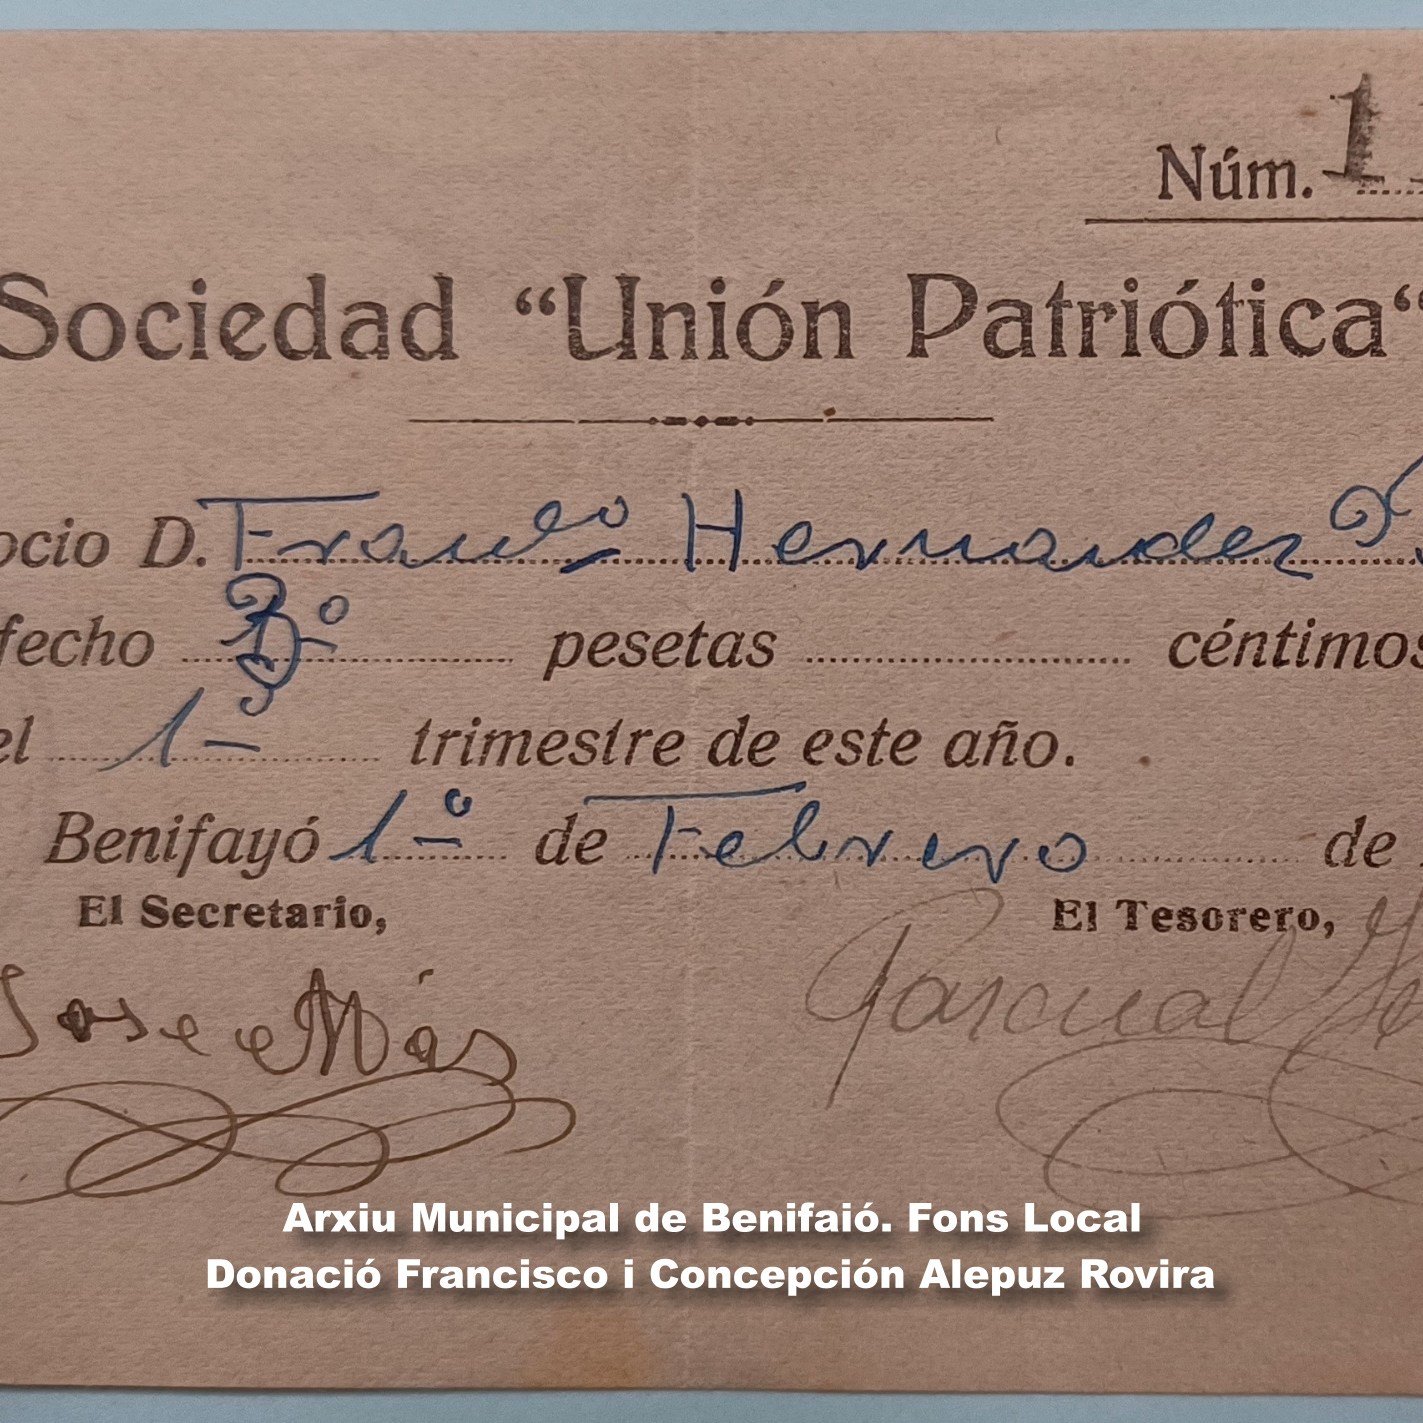 Núm. 1
Sociedad “Unión Patriótica“
ocio D. Franco Hernandez
fecho pesetas céntimos
el 1º trimestre de este año.
Benifayó 1º de Febrero de
El Secretario, El Tesorero,
Jose Más Pascual
Arxiu Municipal de Benifaió. Fons Local
Donació Francisco i Concepción Alepuz Rovira